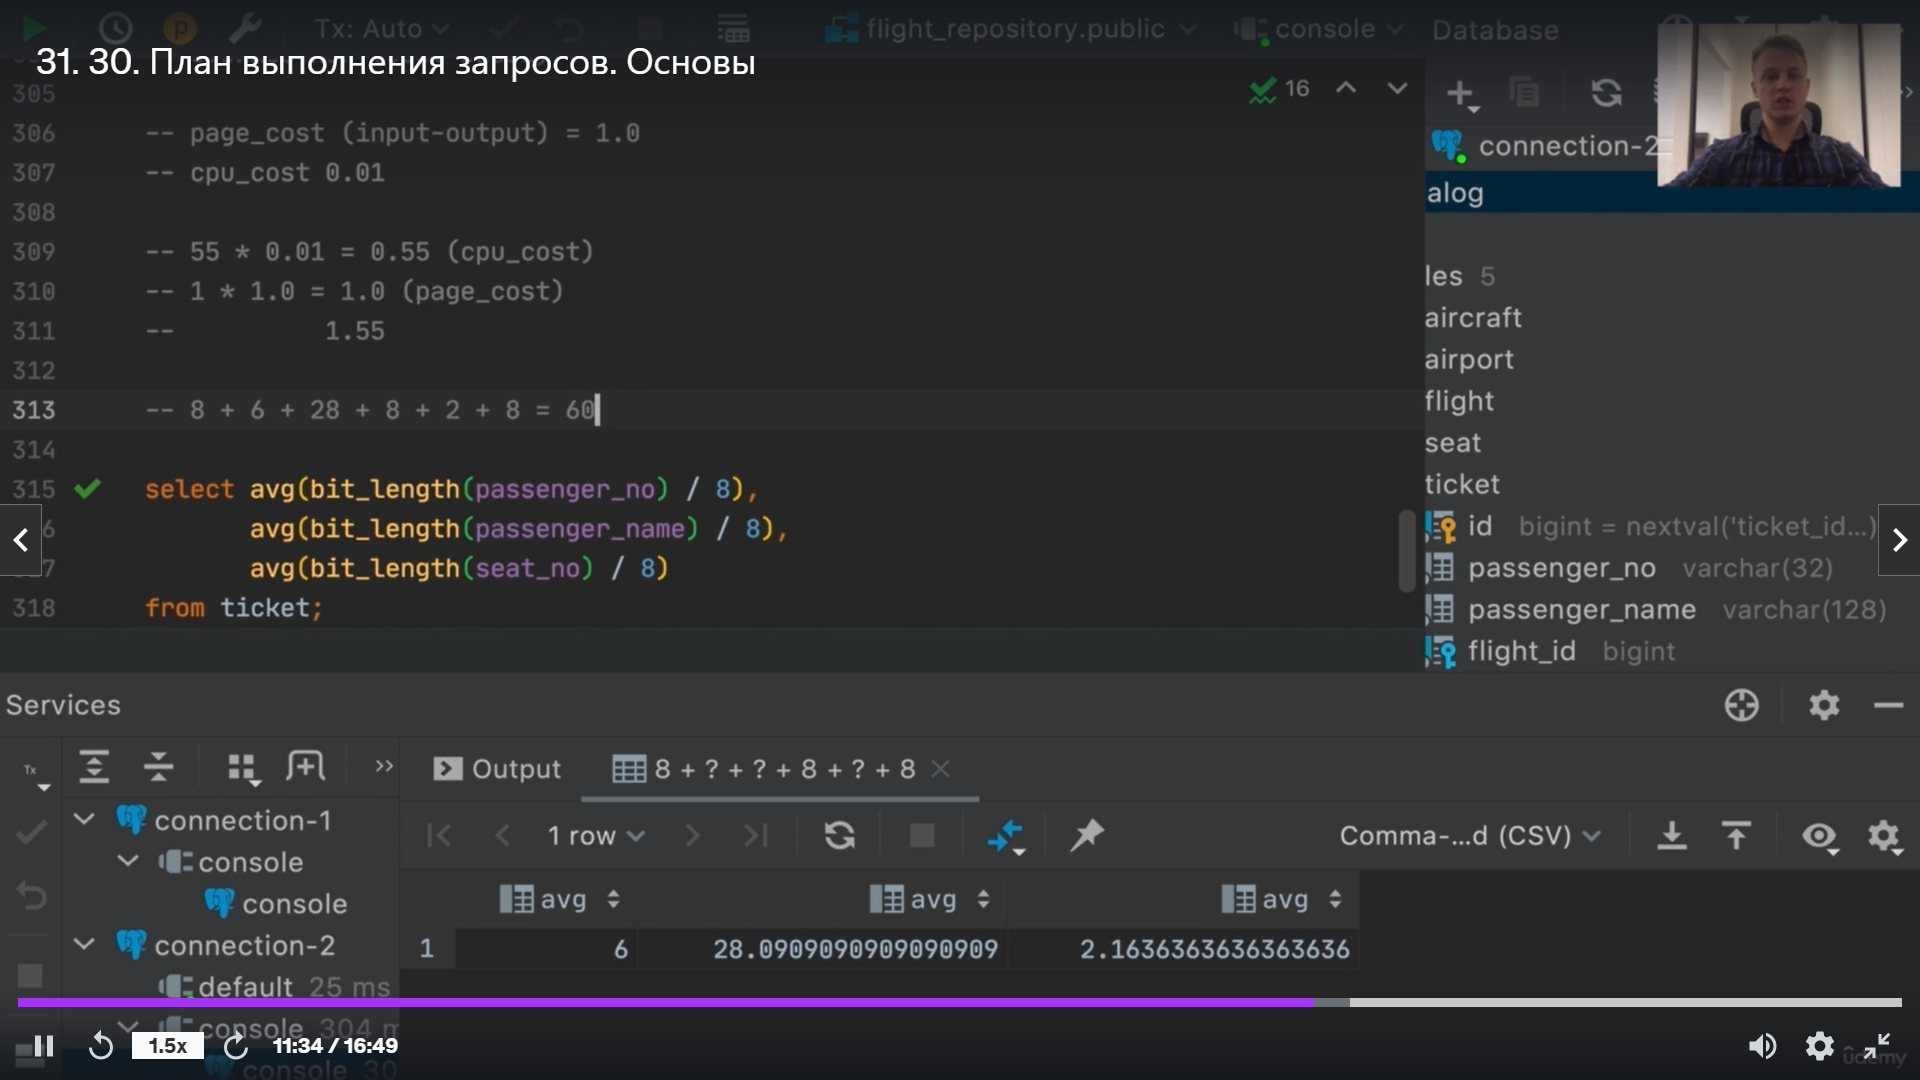 Tx: Auto
flight_repository.public
console
Database
31. 30. План выполнения запросов. Основы
305
16
306 -- page_cost (input-output) = 1.0
307 -- cpu_cost 0.01
308
309 -- 55 * 0.01 = 0.55 (cpu_cost)
310 -- 1 * 1.0 = 1.0 (page_cost)
311 -- 1.55
312
313 -- 8 + 6 + 28 + 8 + 2 + 8 = 60
314
315 select avg(bit_length(passenger_no) / 8),
6 avg(bit_length(passenger_name) / 8),
7 avg(bit_length(seat_no) / 8)
318 from ticket;
connection-2
alog
les 5
aircraft
airport
flight
seat
ticket
id bigint = nextval('ticket_id...)
passenger_no varchar(32)
passenger_name varchar(128)
flight_id bigint
Services
Tx
Output
8 + ? + ? + 8 + ? + 8
connection-1
console
console
connection-2
default 25 ms
console 304 m
console 30
1 row
Comma-...d (CSV)
avg avg avg
1 6 28.0909090909090909 2.1636363636363636
1.5x
11:34 / 16:49
ûdemy